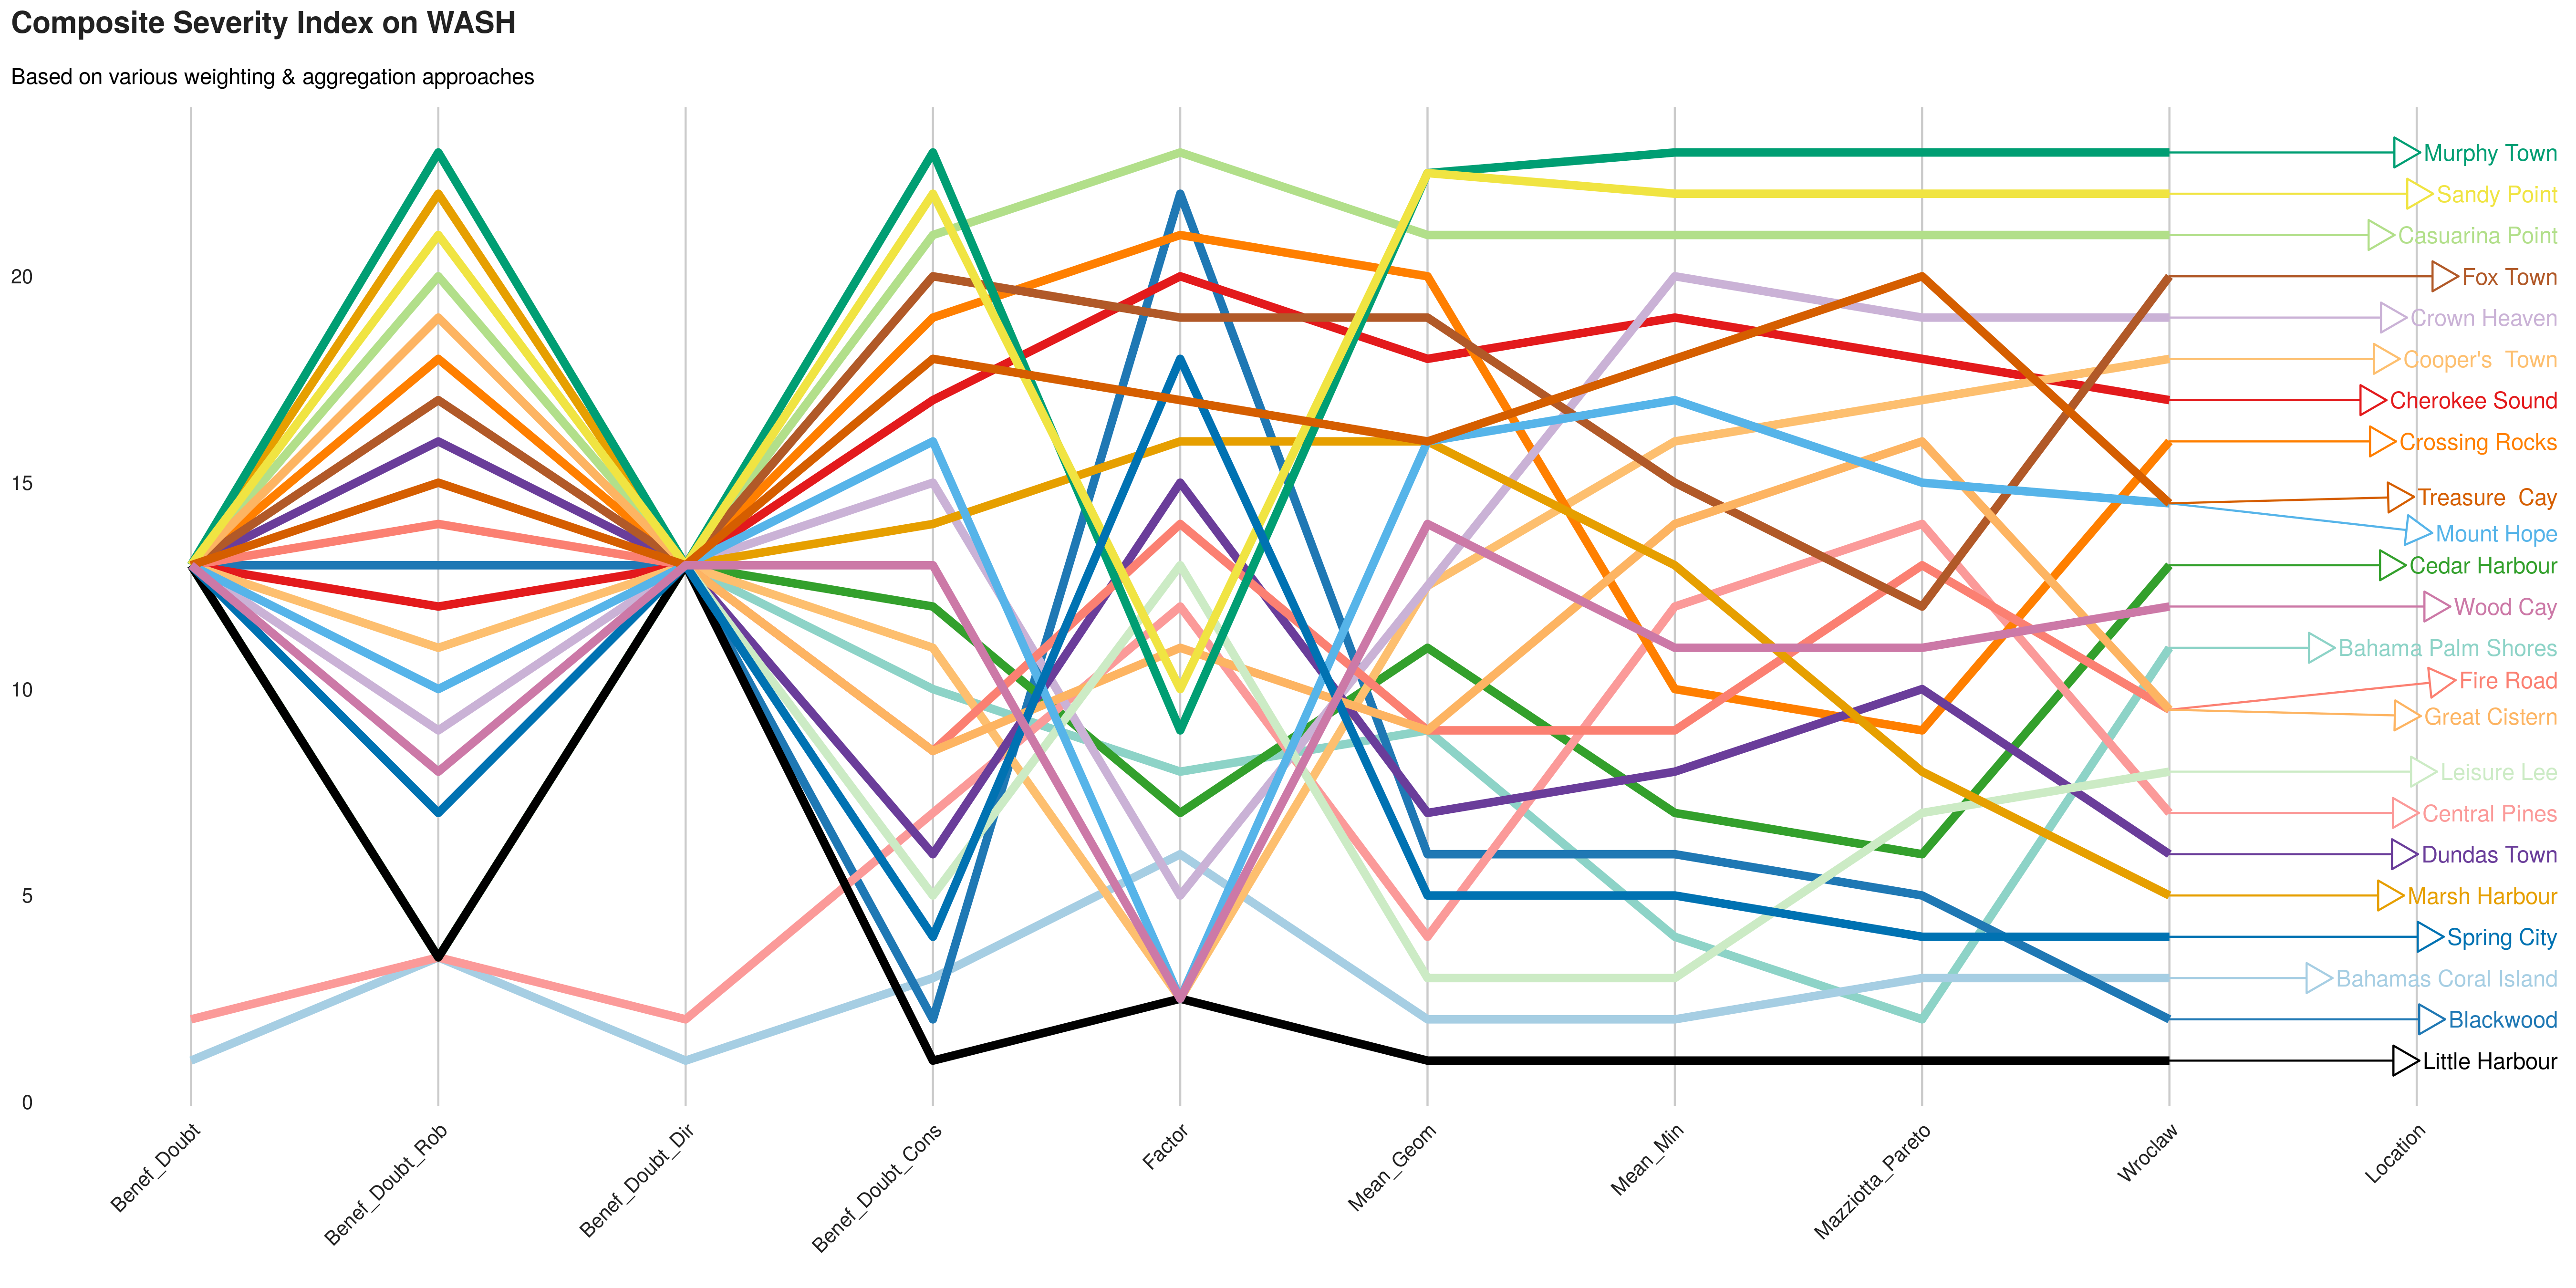 Composite Severity Index on WASH
Based on various weighting & aggregation approaches
20
15
10
5
0
Murphy Town
Sandy Point
Casuarina Point
Fox Town
Crown Heaven
Cooper's  Town
Cherokee Sound
Crossing Rocks
Treasure  Cay
Mount Hope
Cedar Harbour
Wood Cay
Bahama Palm Shores
Fire Road
Great Cistern
Leisure Lee
Central Pines
Dundas Town
Marsh Harbour
Spring City
Bahamas Coral Island
Blackwood
Little Harbour
Benef_Doubt
Benef_Doubt_Rob
Benef_Doubt_Dir
Benef_Doubt_Cons
Factor
Mean_Geom
Mean_Min
Mazziotta_Pareto
Wroclaw
Location